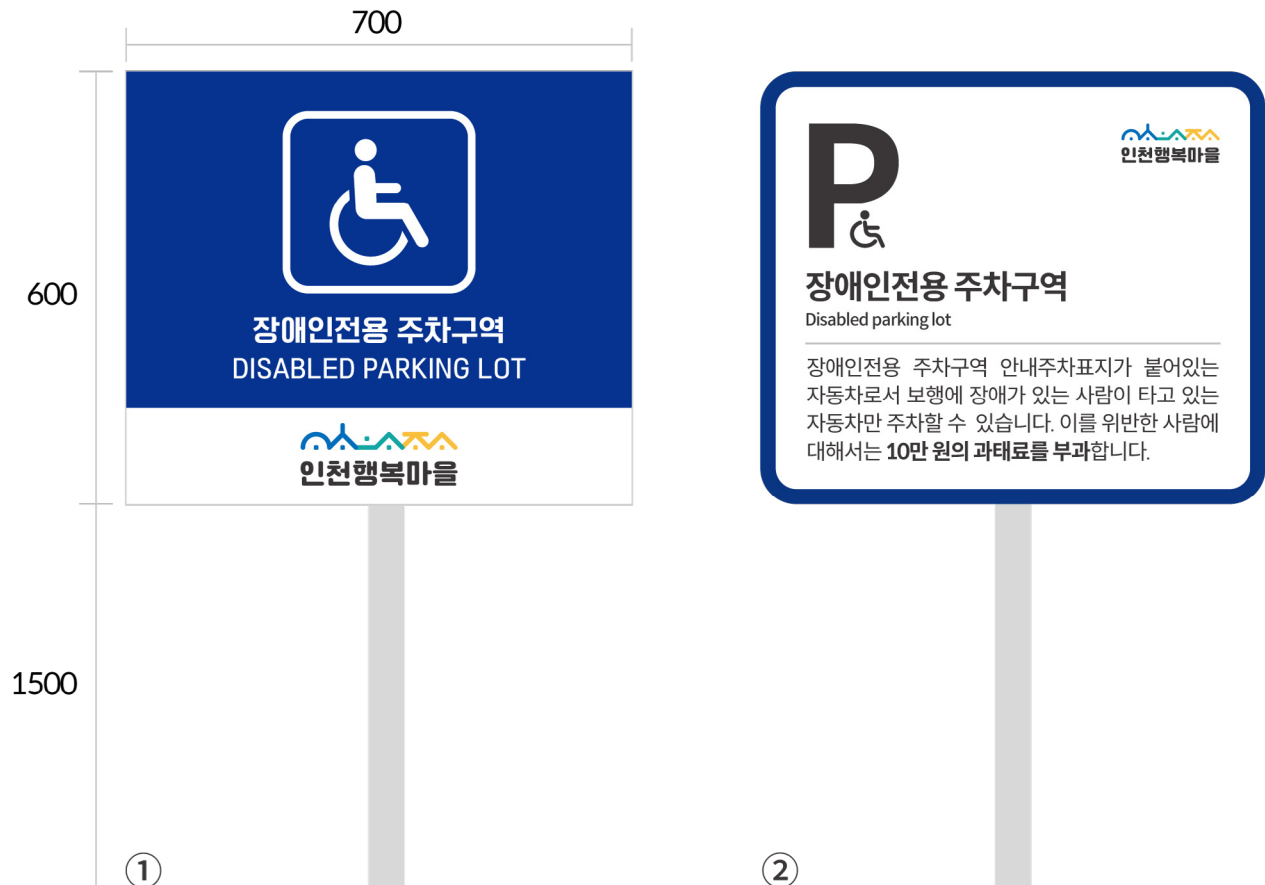 700
600
장애인전용 주차구역
DISABLED PARKING LOT
인천행복마을
1500
①
P
인천행복마을
장애인전용 주차구역
Disabled parking lot
장애인전용 주차구역 안내주차표지가 붙어있는
자동차로서 보행에 장애가 있는 사람이 타고 있는
자동차만 주차할 수 있습니다. 이를 위반한 사람에
대해서는 10만 원의 과태료를 부과합니다.
②